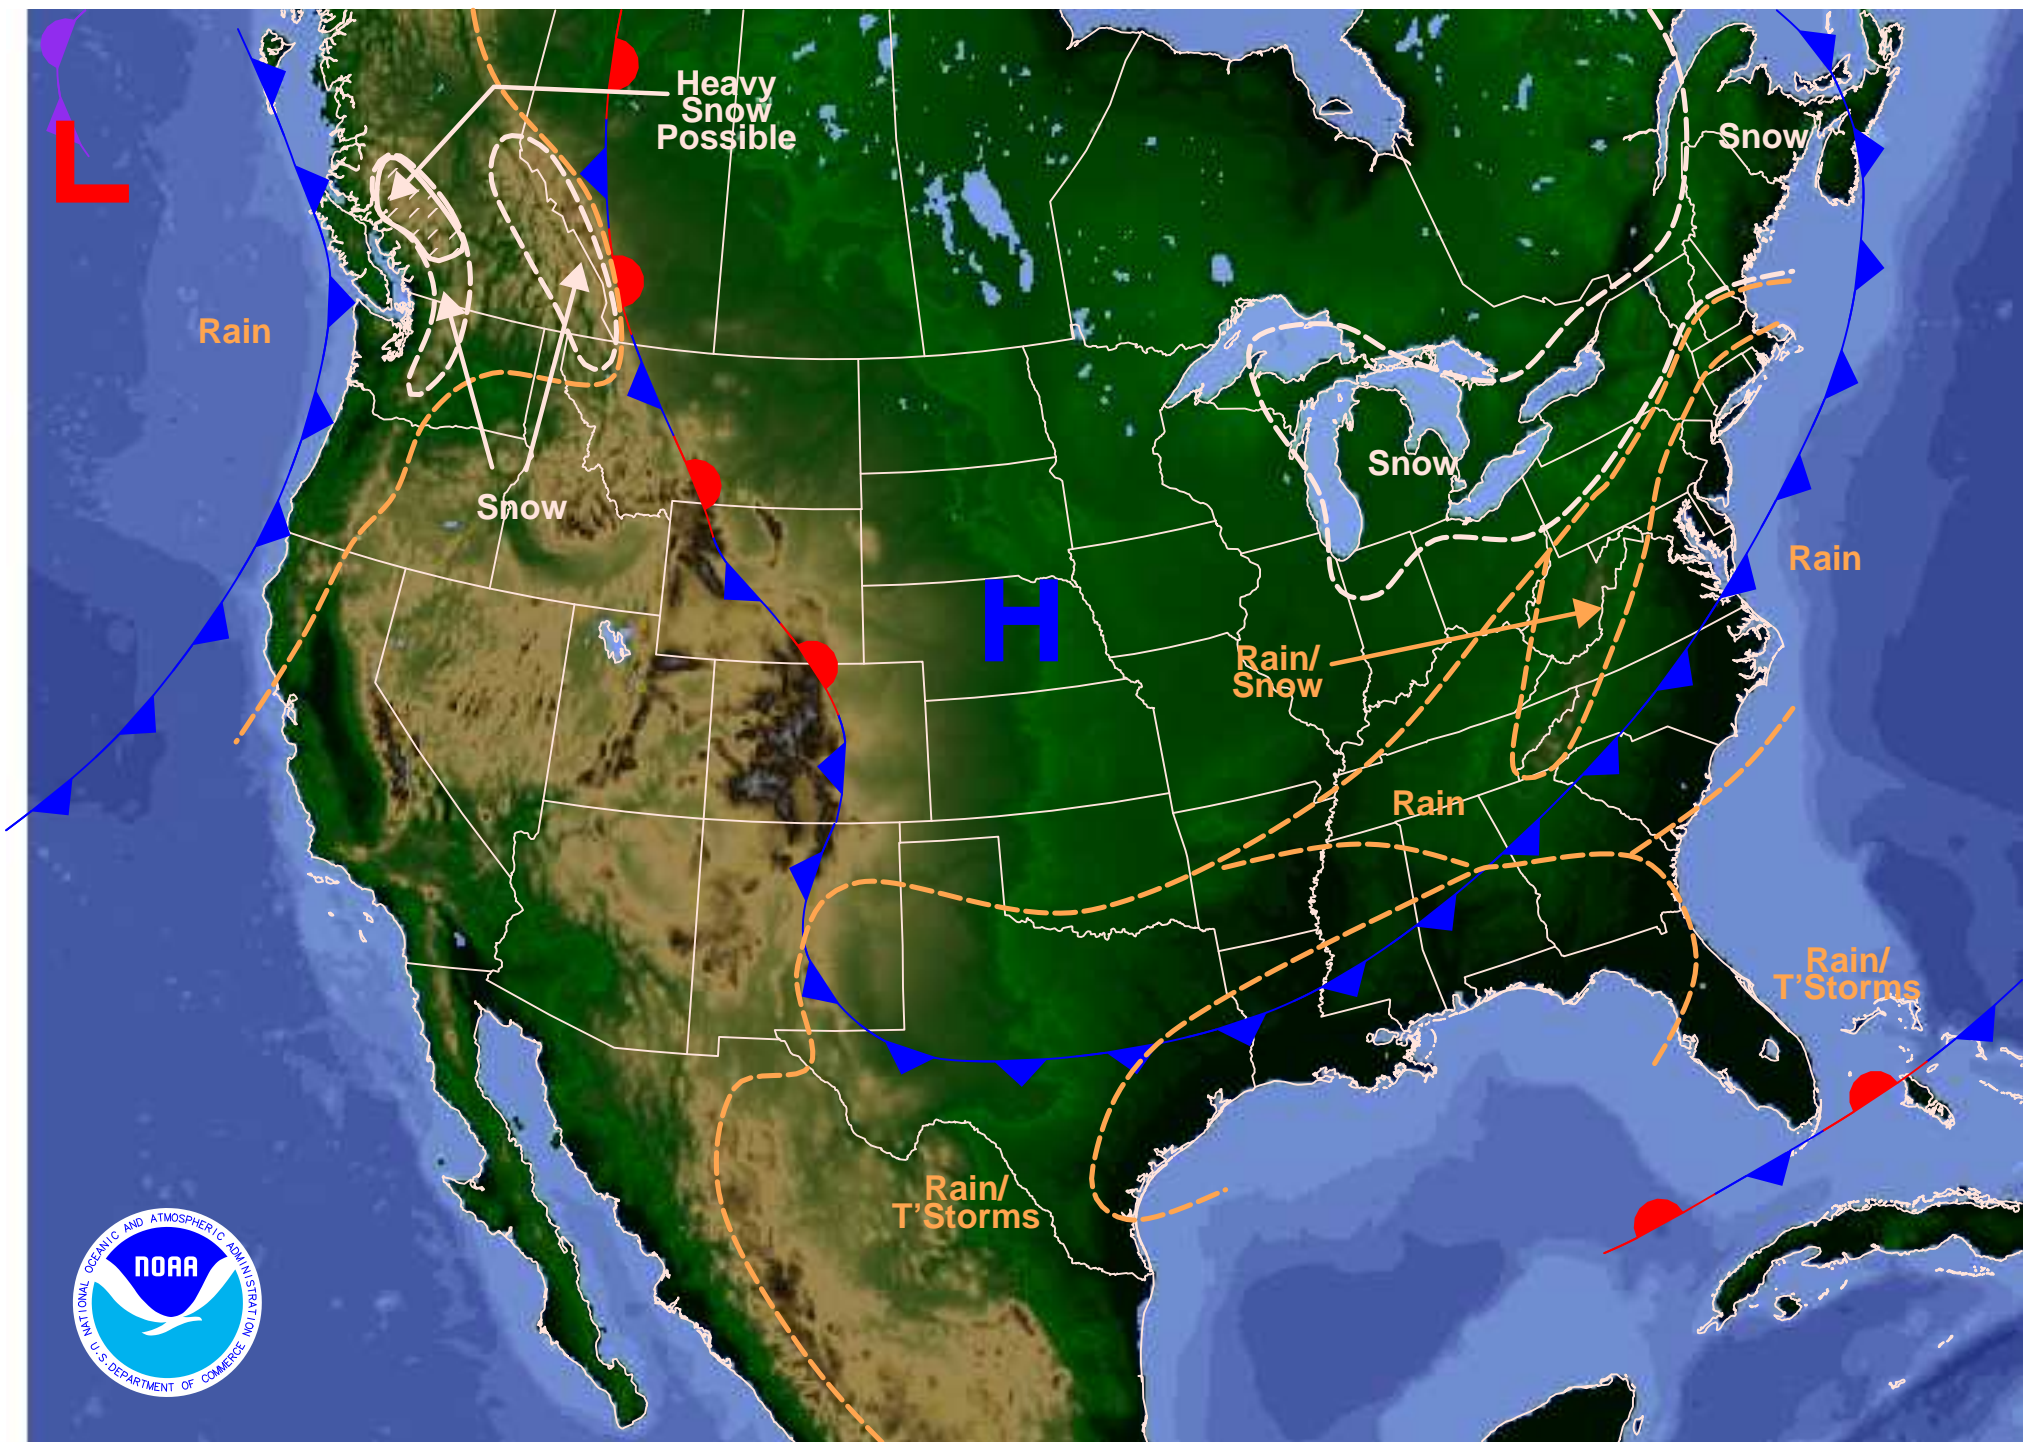 Heavy
Snow
Possible
Snow
Rain
Snow
Snow
Rain
H
Rain/
Snow
Rain
Rain/
T'Storms
Rain/
T'Storms
L
NOAA
NATIONAL OCEANIC AND ATMOSPHERIC ADMINISTRATION
U.S. DEPARTMENT OF COMMERCE